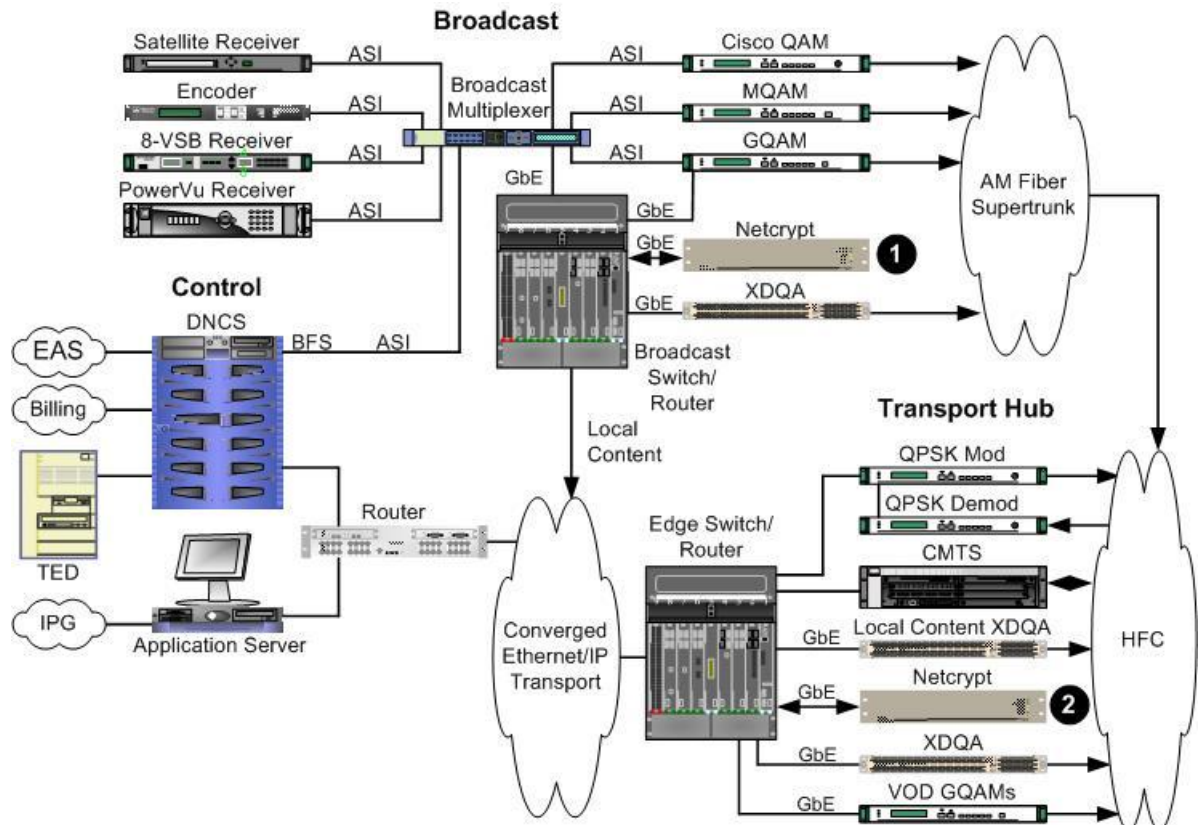 Broadcast
Satellite Receiver
ASI
Encoder
ASI
8-VSB Receiver
ASI
PowerVu Receiver
ASI
Broadcast
Multiplexer
ASI
Cisco QAM
ASI
MQAM
ASI
GQAM
GbE
GbE
GbE
Netcrypt
1
GbE
XDQA
AM Fiber
Supertrunk
Broadcast
Switch/
Router
Local
Content
Control
DNCS
BFS
ASI
EAS
Billing
TED
IPG
Application Server
Router
Converged
Ethernet/IP
Transport
Transport Hub
Edge Switch/
Router
QPSK Mod
QPSK Demod
CMTS
Local Content XDQA
GbE
Netcrypt
GbE
2
XDQA
GbE
VOD GQAMs
GbE
HFC